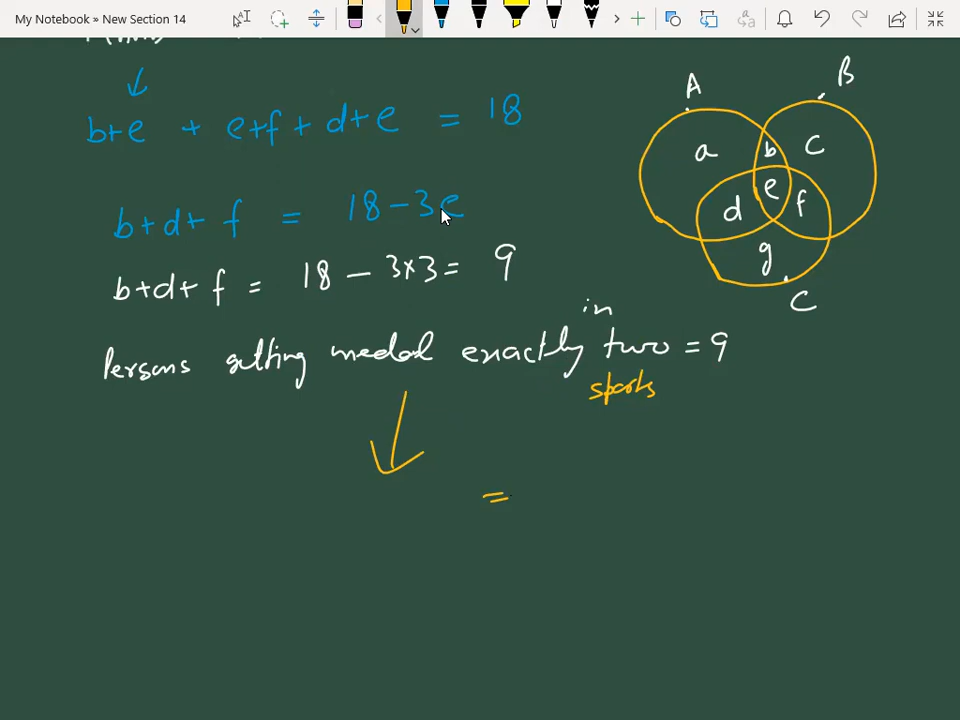 My Notebook » New Section 14
A
B
b+e + e+f + d+e = 18
a b C
e
d f
b+d+ f = 18-3e
g
b+d+ f = 18 - 3×3 = 9
C
in
Persons getting medal exactly two = 9
sports
=